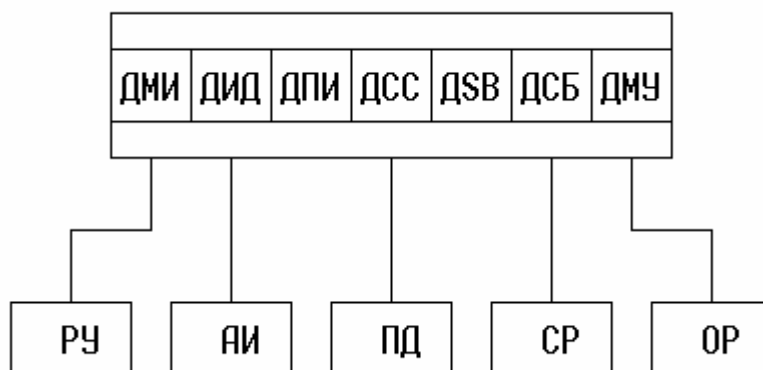 ДМИ ДИД ДПИ ДСС ДSB ДСБ ДМУ
РУ АИ ПД СР ОР